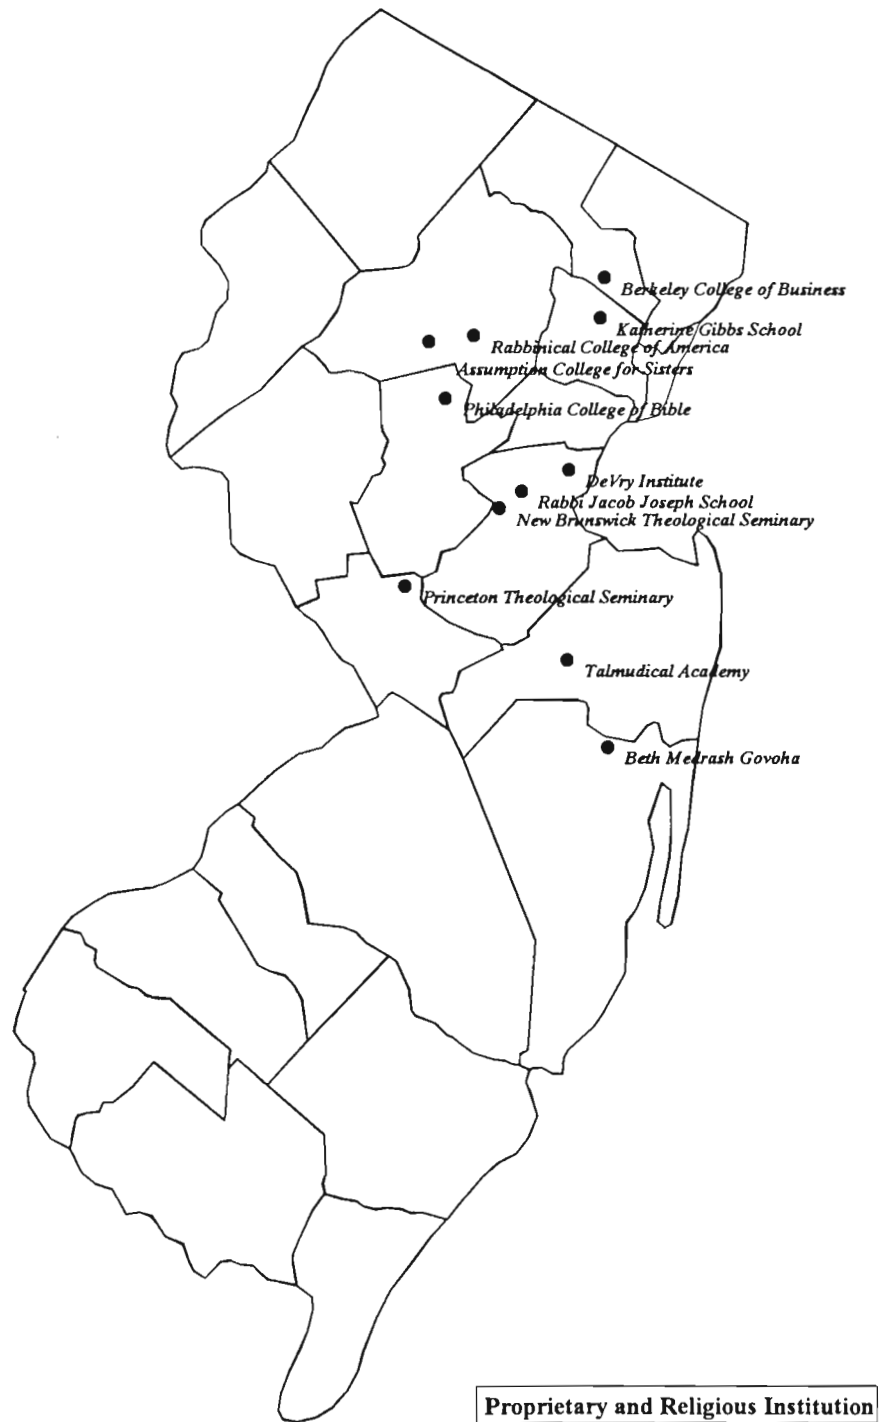 Berkeley College of Business
Katherine Gibbs School
Rabbinical College of America
Assumption College for Sisters
Philadelphia College of Bible
DeVry Institute
Rabbi Jacob Joseph School
New Brunswick Theological Seminary
Princeton Theological Seminary
Talmudical Academy
Beth Medrash Govoha
Proprietary and Religious Institution